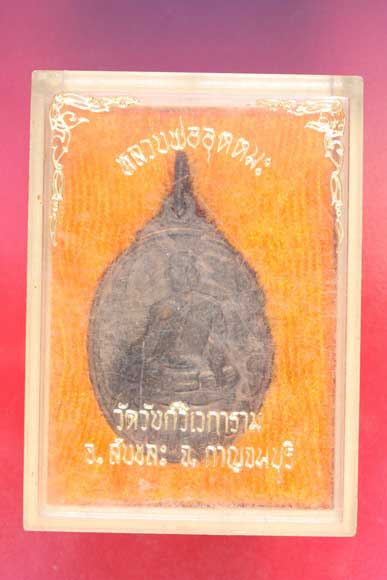 หลวงพ่ออุตตมะ
วัดวังก์วิเวการาม
อ. สังขละ จ. กาญจนบุรี